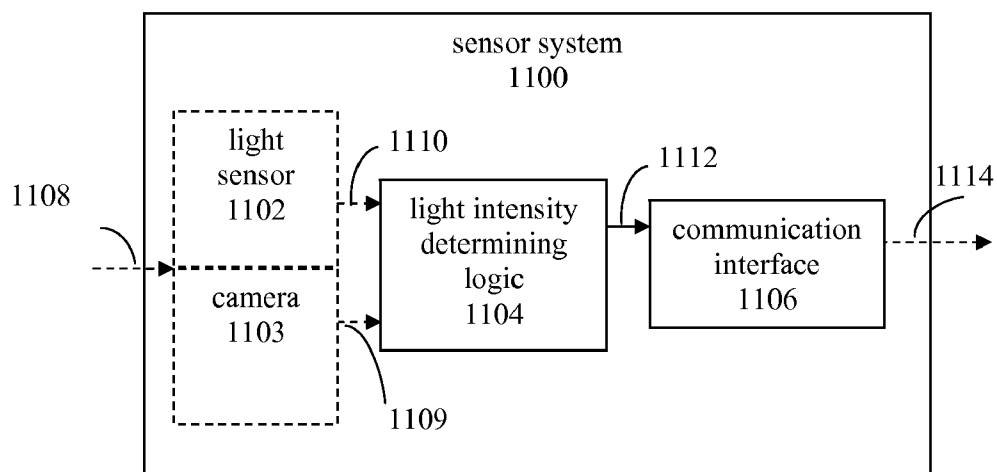 sensor system
1100
light
sensor
1102
camera
1103
1108
1110
1109
light intensity
determining
logic
1104
1112
communication
interface
1106
1114